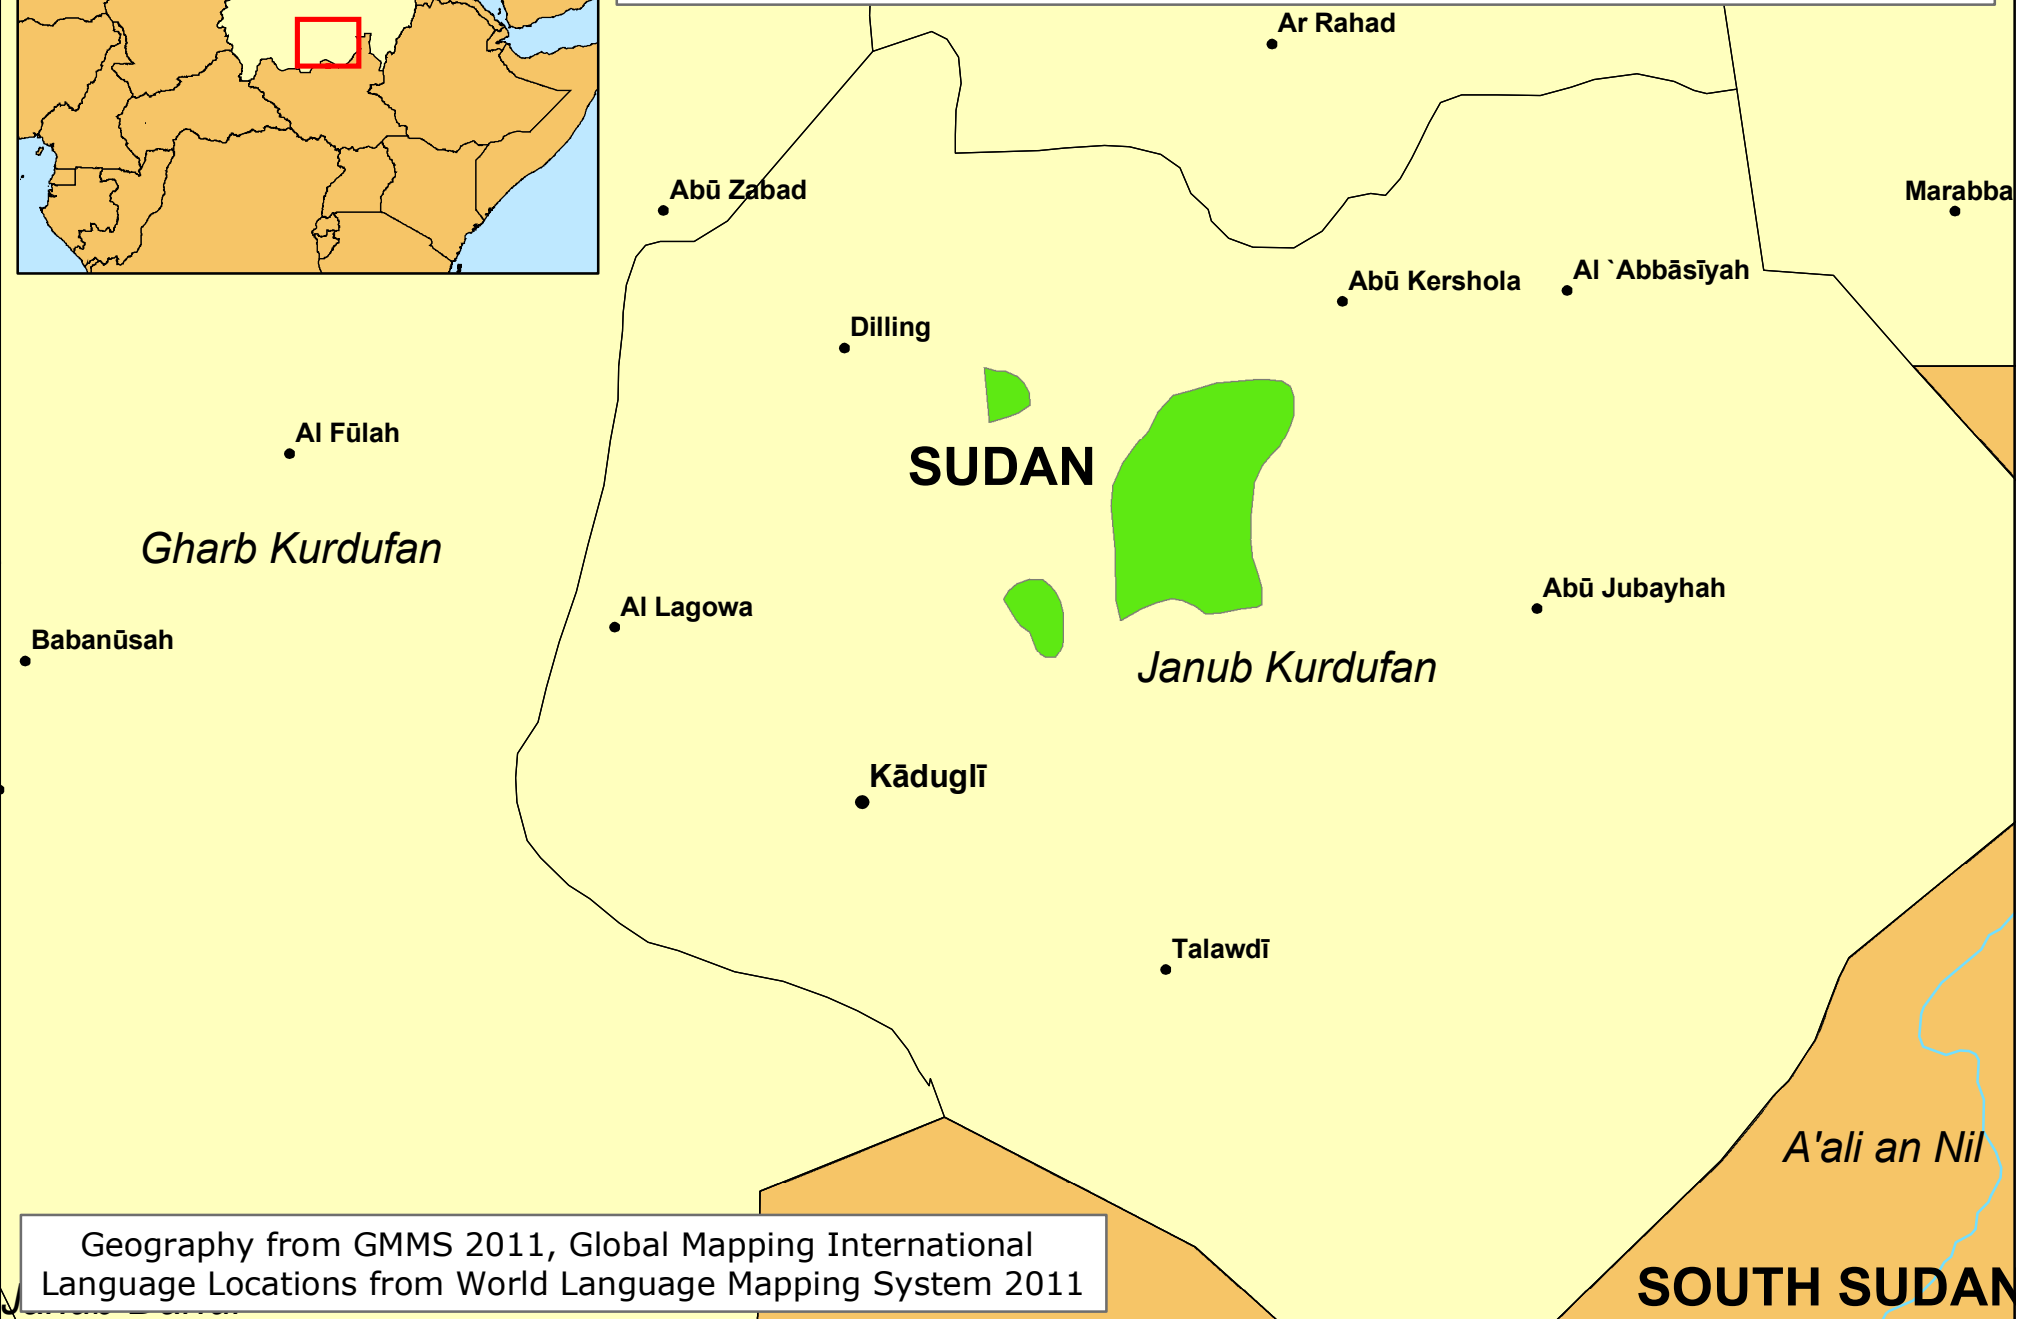 Ar Rahad
Abū Zabad
Marabba
Abū Kershola
Al `Abbāsīyah
Dilling
Al Fūlah
SUDAN
Gharb Kurdufan
Al Lagowa
Abū Jubayhah
Babanūsah
Janub Kurdufan
Kāduglī
Talawdī
A'ali an Nil
Geography from GMMS 2011, Global Mapping International
Language Locations from World Language Mapping System 2011
SOUTH SUDAN